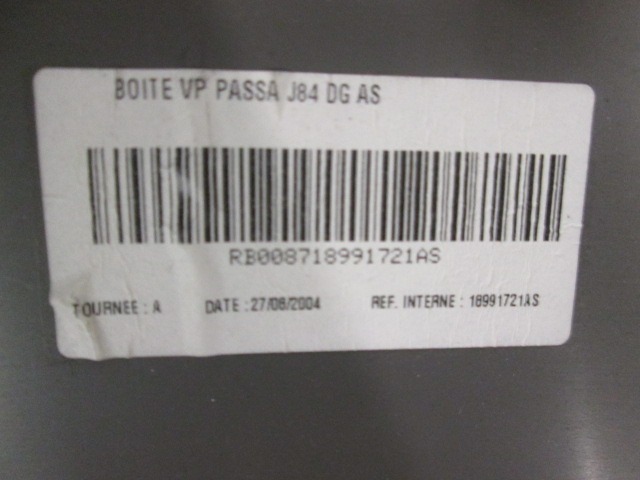 BOITE VP PASSA J84 DG AS
RB008718991721AS
TOURNEE : A DATE : 27/08/2004 REF. INTERNE : 18991721AS